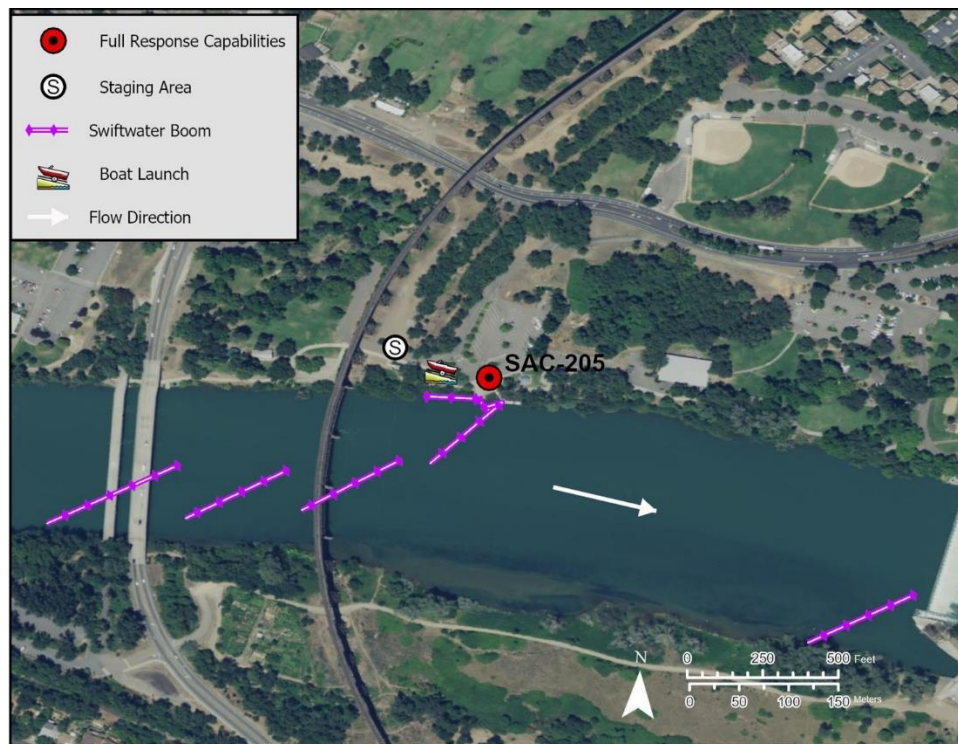 Full Response Capabilities
S
Staging Area
Swiftwater Boom
Boat Launch
Flow Direction
S
SAC-205
N
0 250 500 Feet
0 50 100 150 Meters